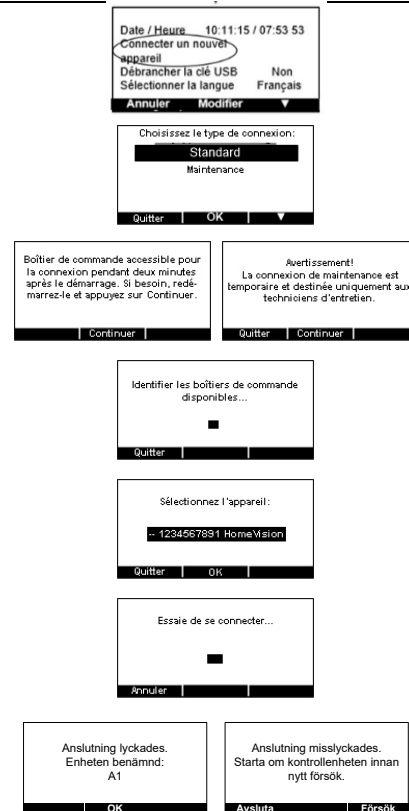 Date / Heure 10:11:15 / 07:53 53
Connecter un nouvel
appareil
Débrancher la clé USB Non
Sélectionner la langue Français
Annuler Modifier ▼
Choisissez le type de connexion:
Standard
Maintenance
Quitter OK ▼
Boîtier de commande accessible pour
la connexion pendant deux minutes
après le démarrage. Si besoin, redé-
marrez-le et appuyez sur Continuer.
Continuer
Avertissement!
La connexion de maintenance est
temporaire et destinée uniquement aux
techniciens d'entretien.
Quitter Continuer
Identifier les boîtiers de commande
disponibles...
Quitter
Sélectionnez l'appareil:
-- 1234567891 HomeVision
Quitter OK
Essaie de se connecter...
Annuler
Anslutning lyckades.
Enheten benämnd:
A1
OK
Anslutning misslyckades.
Starta om kontrollenheten innan
nytt försök.
Avsluta Försök